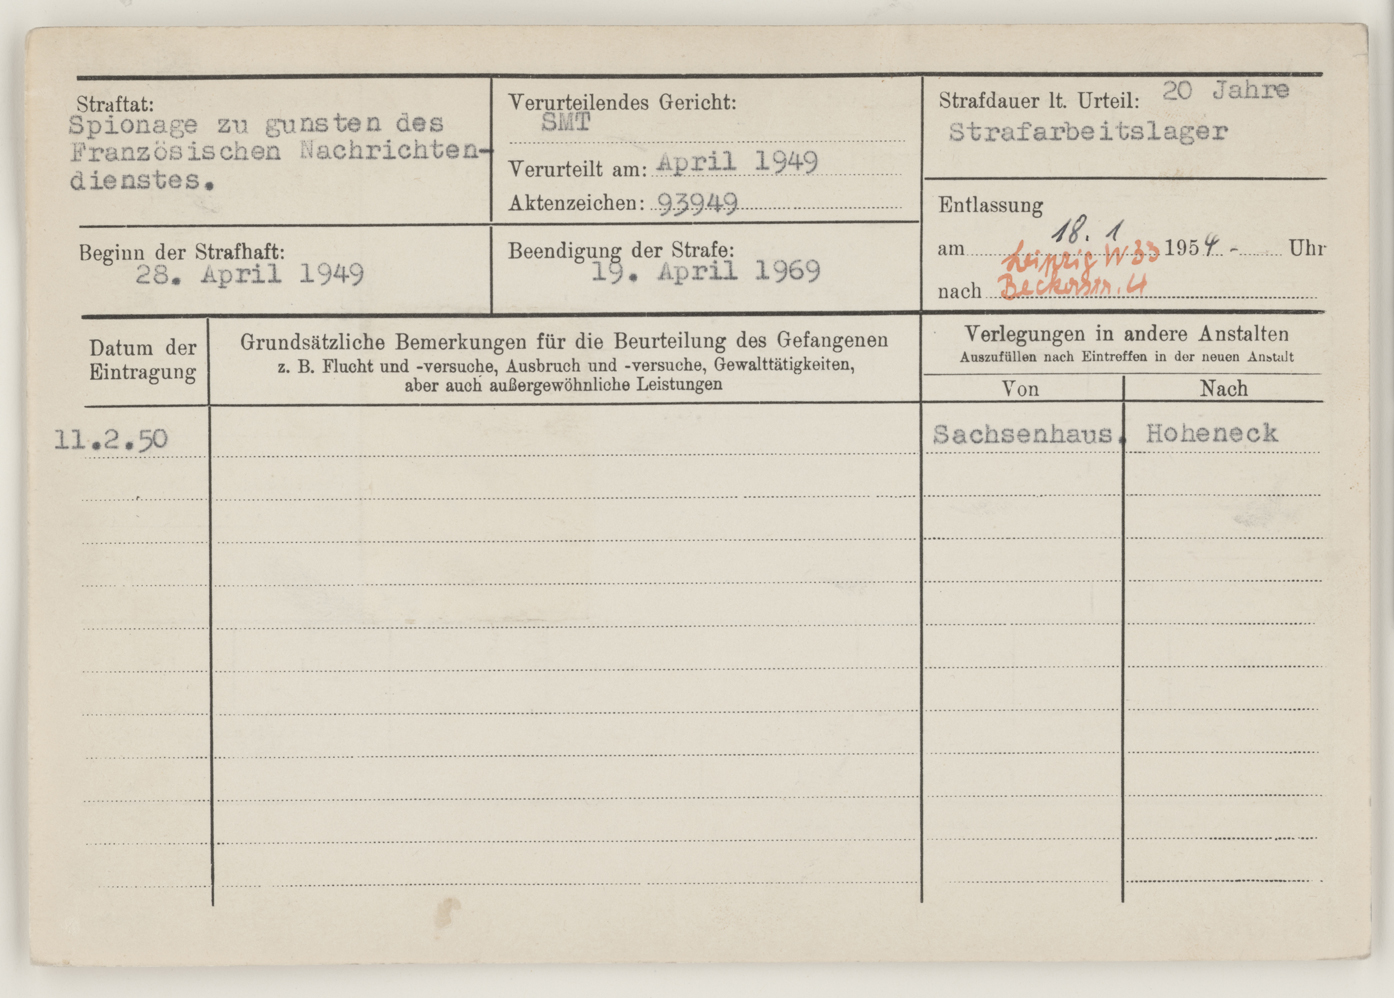 Straftat:
Spionage zu gunsten des
Französischen Nachrichten-
dienstes.
Verurteilendes Gericht:
SMT
Verurteilt am: April 1949
Aktenzeichen: 93949
Strafdauer lt. Urteil: 20 Jahre
Strafarbeitslager
Entlassung
am 18. 1 1954 - Uhr
Leipzig W 33
nach Beckerstr. 4
Beginn der Strafhaft:
28. April 1949
Beendigung der Strafe:
19. April 1969
Datum der
Eintragung
Grundsätzliche Bemerkungen für die Beurteilung des Gefangenen
z. B. Flucht und -versuche, Ausbruch und -versuche, Gewalttätigkeiten,
aber auch außergewöhnliche Leistungen
Verlegungen in andere Anstalten
Auszufüllen nach Eintreffen in der neuen Anstalt
Von Nach
11.2.50 Sachsenhaus. Hoheneck